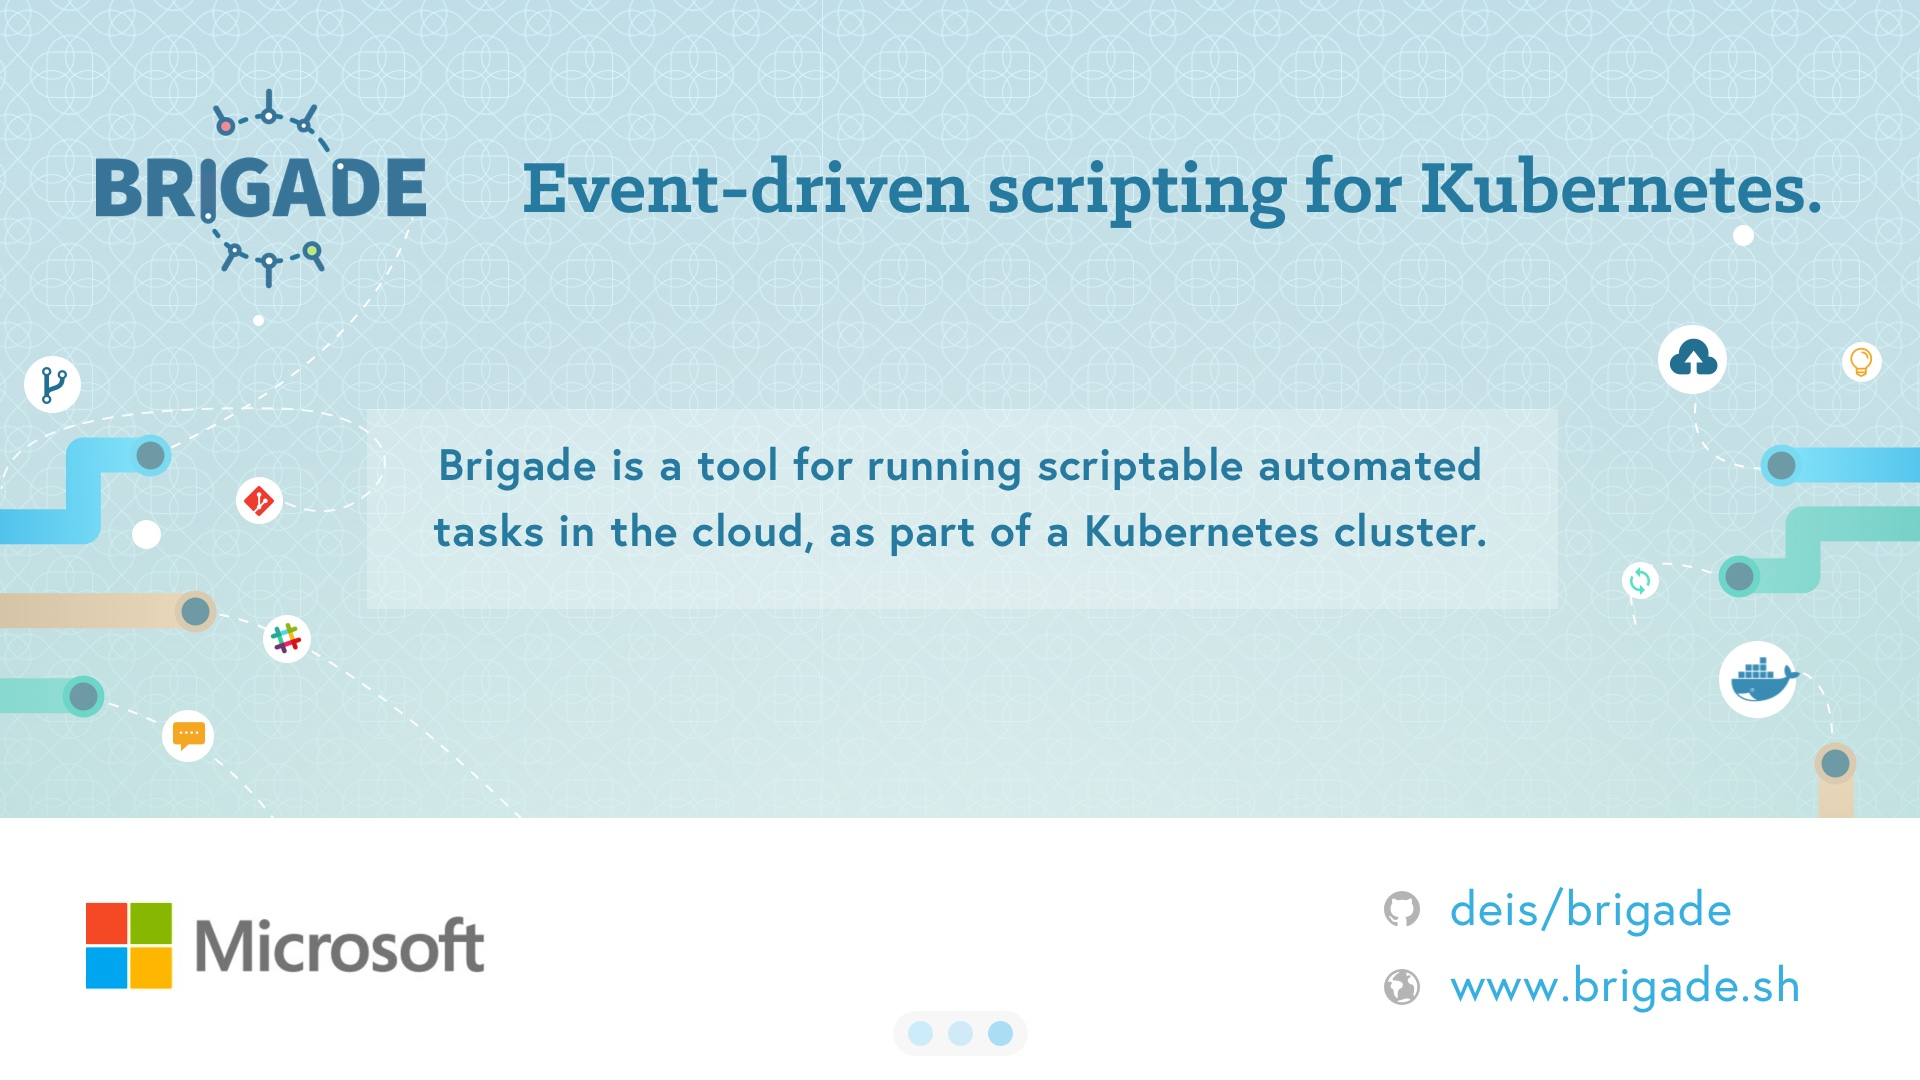 BRIGADE
Event-driven scripting for Kubernetes.
Brigade is a tool for running scriptable automated
tasks in the cloud, as part of a Kubernetes cluster.
Microsoft
deis/brigade
www.brigade.sh